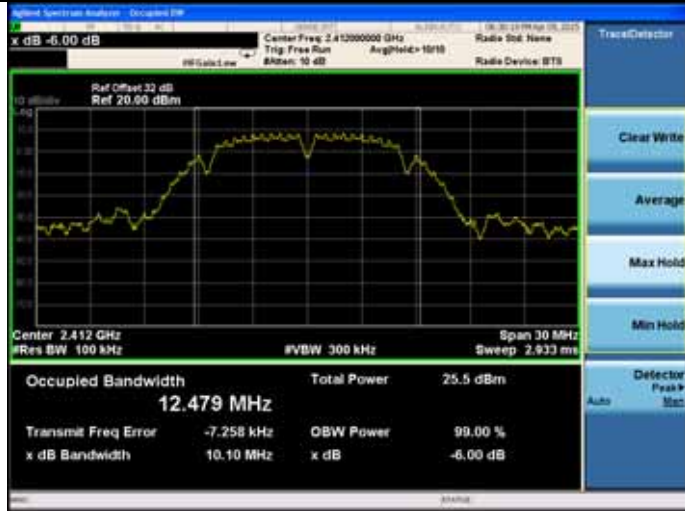 Agilent Spectrum Analyzer - Occupied BW
x dB -6.00 dB
Center Freq: 2.412000000 GHz
Radio Std: None
Trace/Detector
Trig: Free Run
Avg|Hold:> 10/10
#IFGain:Low
#Atten: 10 dB
Radio Device: BTS
Ref Offset 32 dB
10 dB/div
Ref 20.00 dBm
Log
Clear Write
Average
Max Hold
Min Hold
Center 2.412 GHz
Span 30 MHz
#Res BW 100 kHz
#VBW 300 kHz
Sweep 2.933 ms
Occupied Bandwidth
Total Power
25.5 dBm
12.479 MHz
Detector
Peak
Auto
Man
Transmit Freq Error
-7.258 kHz
OBW Power
99.00 %
x dB Bandwidth
10.10 MHz
x dB
-6.00 dB
MSG
STATUS